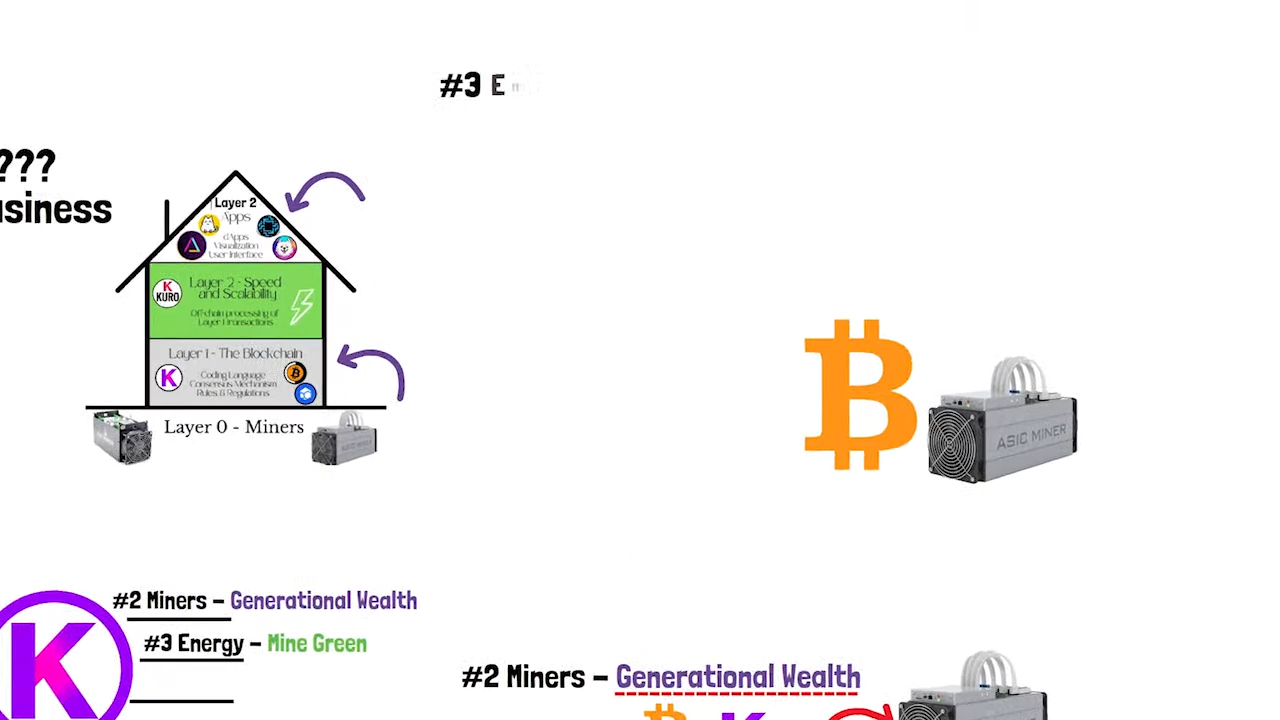 #3 E
???
usiness
Layer 2
Apps
dApps
Visualization
User Interface
K
KURO
Layer 2 - Speed
and Scalability
Off-chain processing of
Layer 1 transactions
Layer 1 - The Blockchain
Coding Language
Consensus Mechanism
Rules & Regulations
K
Layer 0 - Miners
ASIC MINER
ASIC MINER
#2 Miners – Generational Wealth
#3 Energy – Mine Green
K
#2 Miners – Generational Wealth